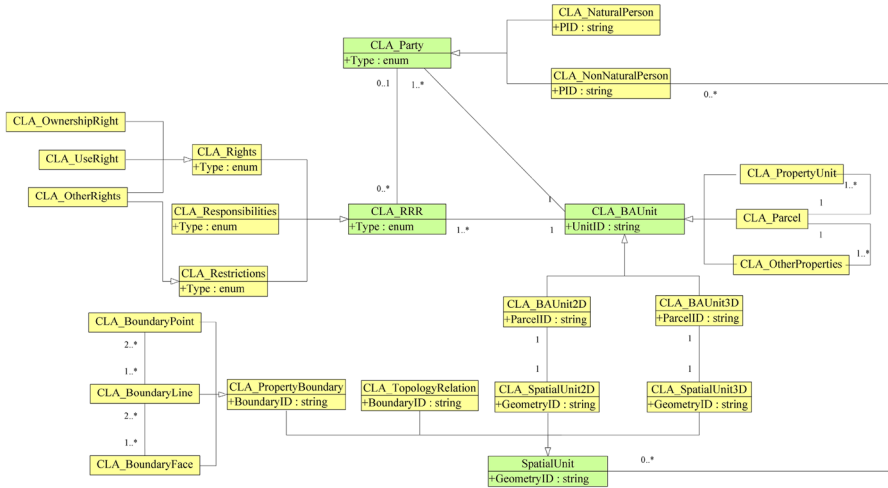 CLA_NaturalPerson
+PID : string
CLA_Party
+Type : enum
CLA_NonNaturalPerson
+PID : string
0..1
1..*
0..*
CLA_OwnershipRight
CLA_UseRight
CLA_Rights
+Type : enum
CLA_OtherRights
CLA_PropertyUnit
1..*
0..*
1
1
CLA_Responsibilities
+Type : enum
CLA_RRR
+Type : enum
1..*
1
CLA_BAUnit
+UnitID : string
CLA_Parcel
1
1..*
CLA_Restrictions
+Type : enum
CLA_OtherProperties
CLA_BAUnit2D
+ParcelID : string
CLA_BAUnit3D
+ParcelID : string
CLA_BoundaryPoint
2..*
1..*
1
1
1
1
CLA_BoundaryLine
CLA_PropertyBoundary
+BoundaryID : string
CLA_TopologyRelation
+BoundaryID : string
CLA_SpatialUnit2D
+GeometryID : string
CLA_SpatialUnit3D
+GeometryID : string
2..*
1..*
CLA_BoundaryFace
SpatialUnit
+GeometryID : string
0..*